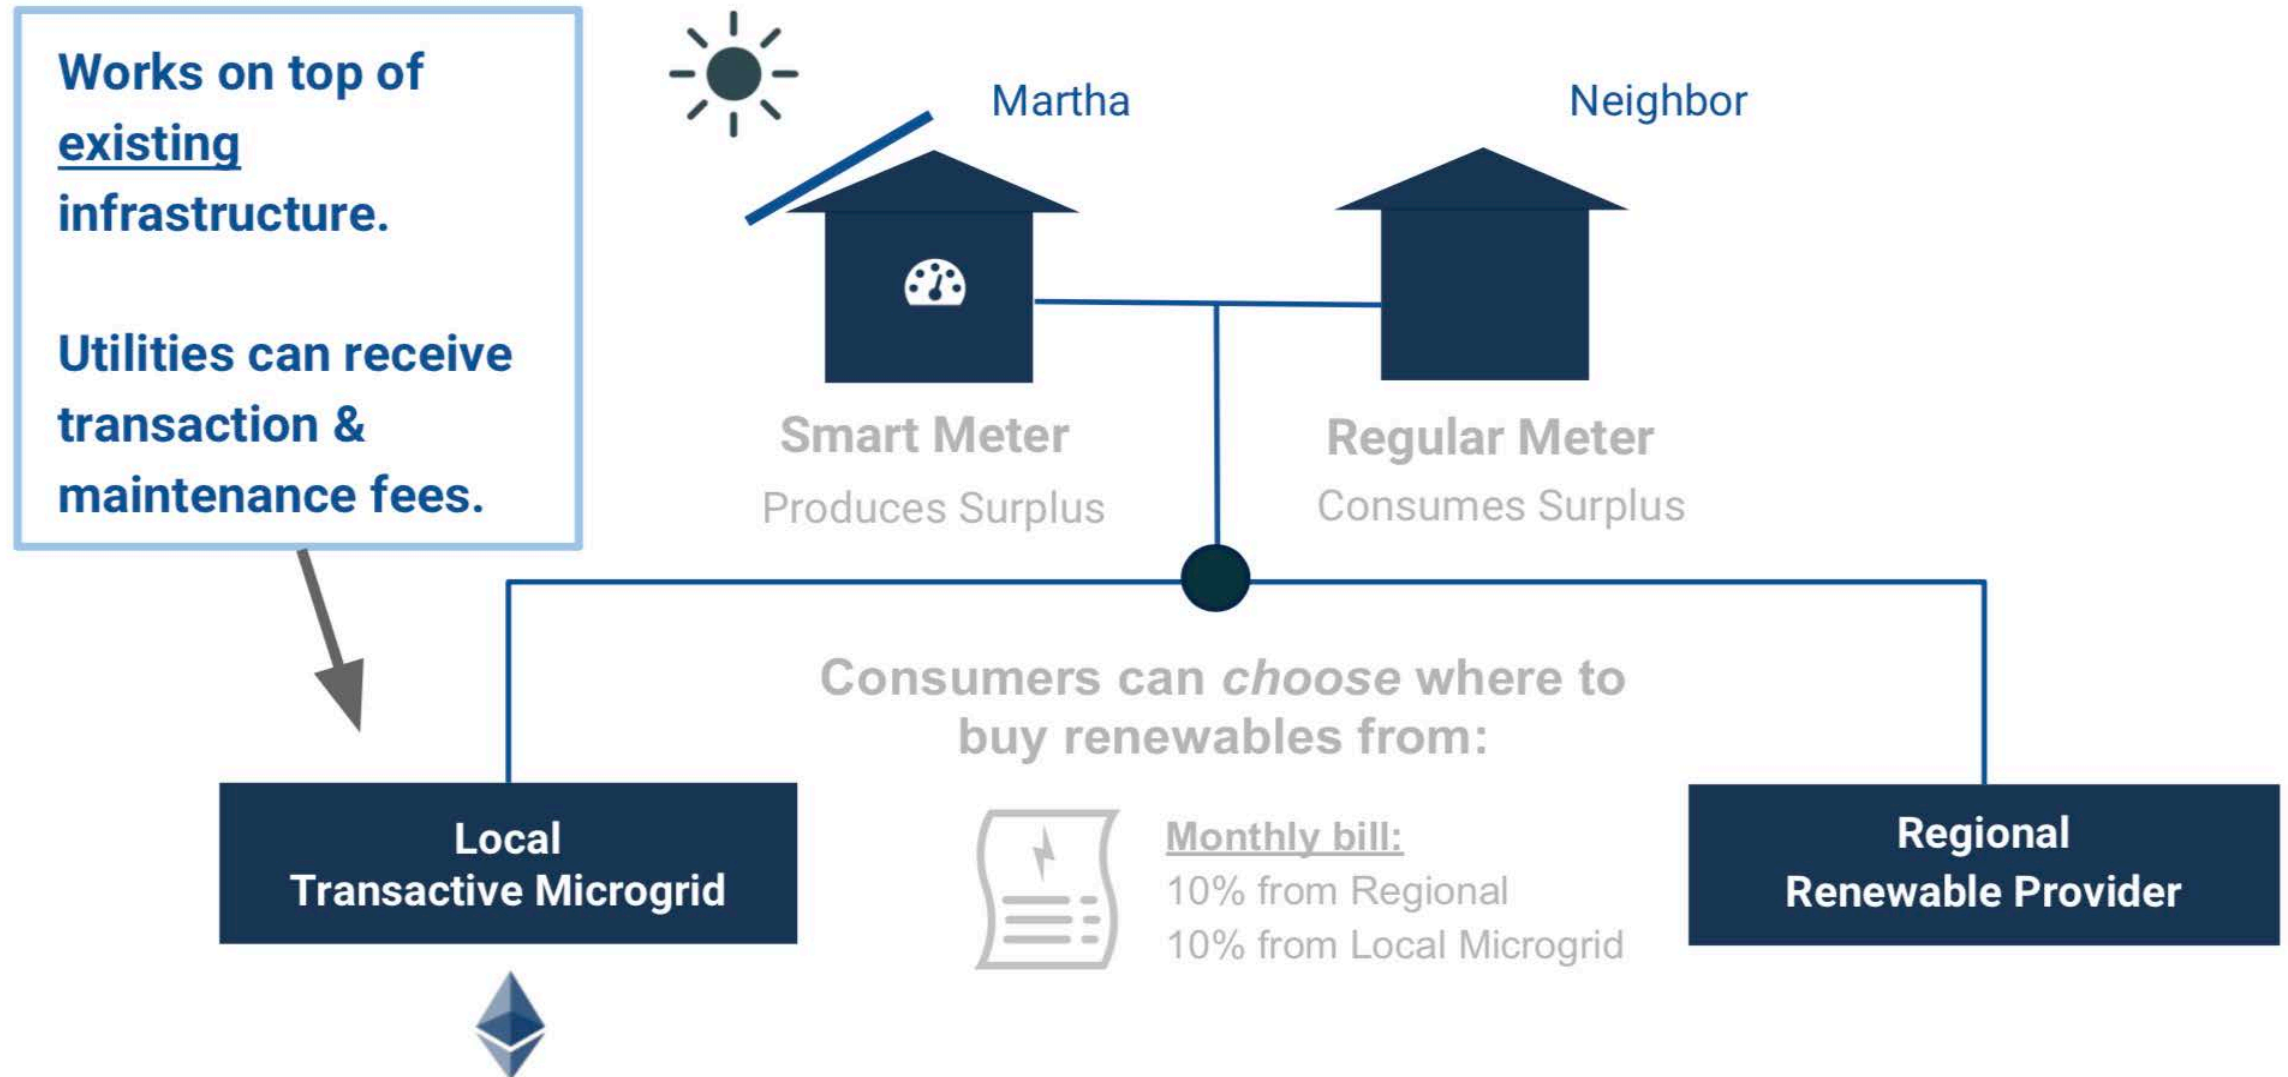 Works on top of
existing
infrastructure.
Utilities can receive
transaction &
maintenance fees.
Martha
Neighbor
Smart Meter
Produces Surplus
Regular Meter
Consumes Surplus
Consumers can choose where to
buy renewables from:
Local
Transactive Microgrid
Monthly bill:
10% from Regional
10% from Local Microgrid
Regional
Renewable Provider